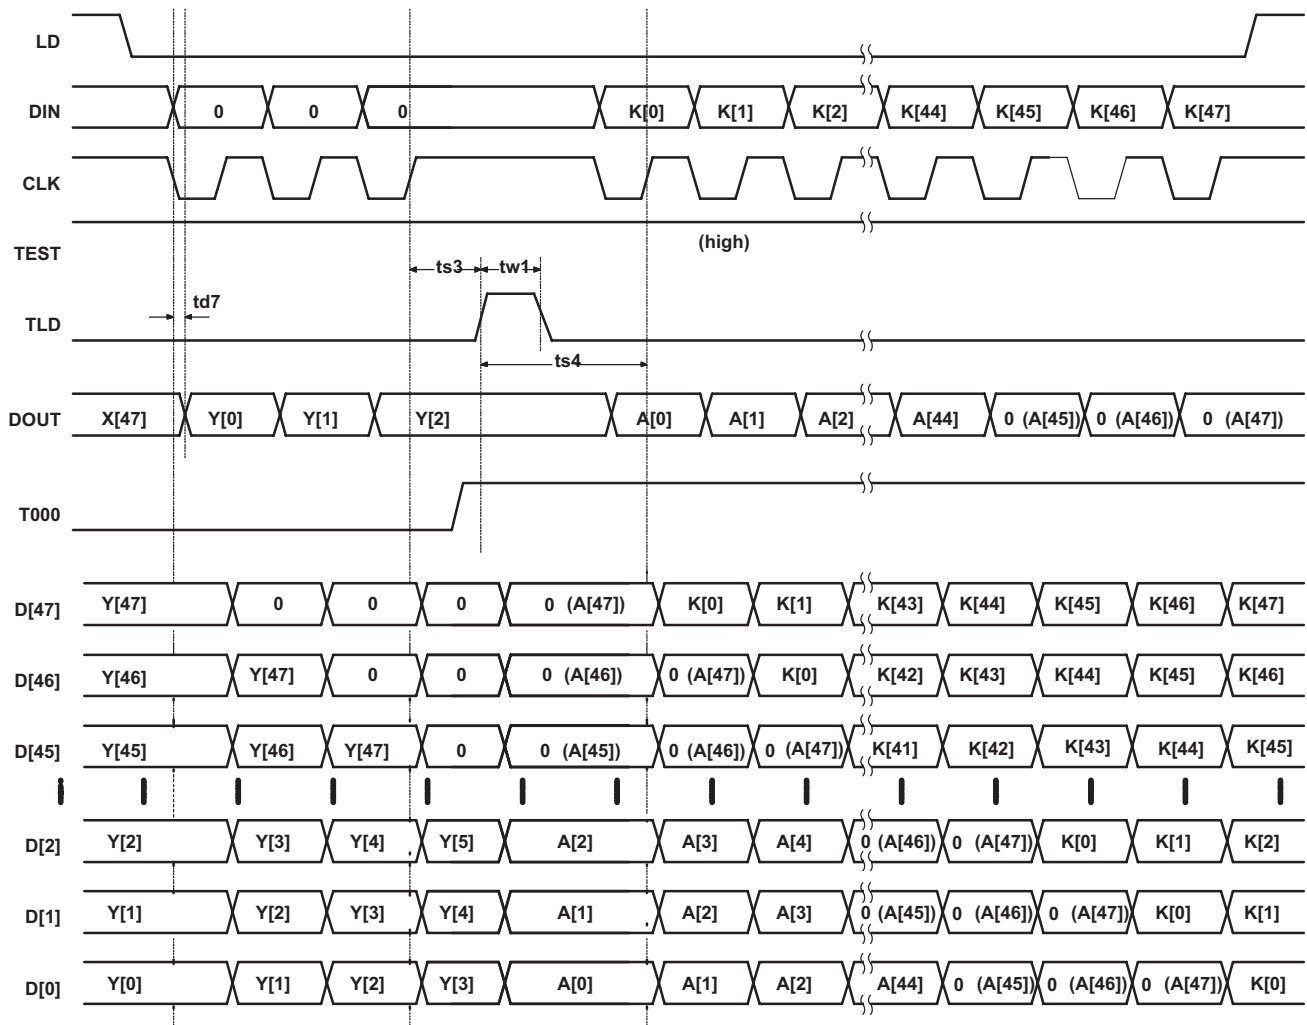 LD
DIN 0 0 0 K[0] K[1] K[2] K[44] K[45] K[46] K[47]
CLK
TEST (high)
ts3 tw1
td7
TLD
ts4
DOUT X[47] Y[0] Y[1] Y[2] A[0] A[1] A[2] A[44] 0 (A[45]) 0 (A[46]) 0 (A[47])
T000
D[47] Y[47] 0 0 0 0 (A[47]) K[0] K[1] K[43] K[44] K[45] K[46] K[47]
D[46] Y[46] Y[47] 0 0 0 (A[46]) 0 (A[47]) K[0] K[42] K[43] K[44] K[45] K[46]
D[45] Y[45] Y[46] Y[47] 0 0 (A[45]) 0 (A[46]) 0 (A[47]) K[41] K[42] K[43] K[44] K[45]
D[2] Y[2] Y[3] Y[4] Y[5] A[2] A[3] A[4] 0 (A[46]) 0 (A[47]) K[0] K[1] K[2]
D[1] Y[1] Y[2] Y[3] Y[4] A[1] A[2] A[3] 0 (A[45]) 0 (A[46]) 0 (A[47]) K[0] K[1]
D[0] Y[0] Y[1] Y[2] Y[3] A[0] A[1] A[2] A[44] 0 (A[45]) 0 (A[46]) 0 (A[47]) K[0]